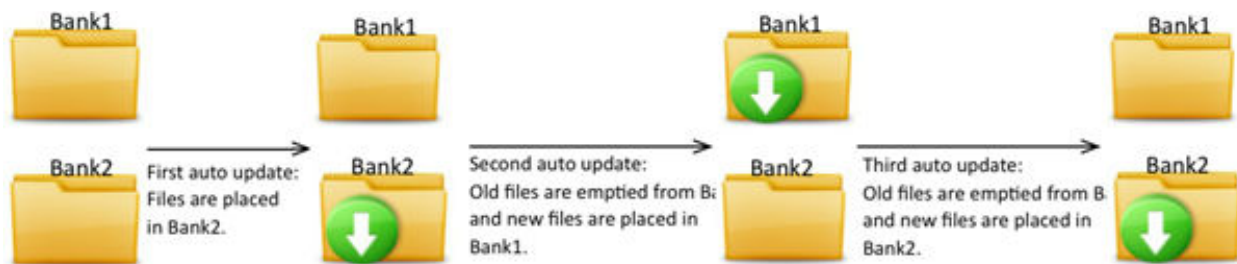 Bank1
Bank1
Bank1
Bank1
Bank2
First auto update:
Files are placed
in Bank2.
Bank2
Second auto update:
Old files are emptied from
and new files are placed in
Bank1.
Bank2
Third auto update:
Old files are emptied from
and new files are placed in
Bank2.
Bank2